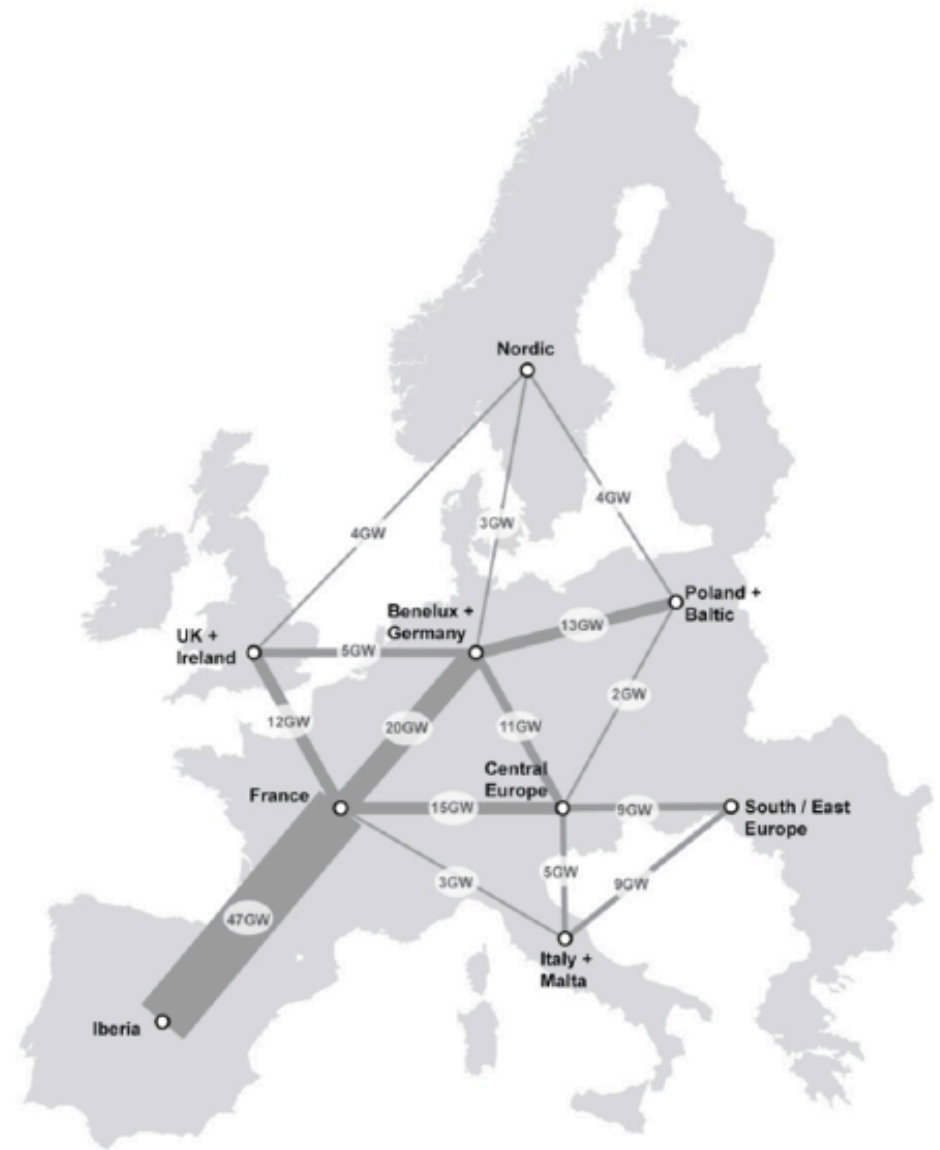 Nordic
4GW
4GW
3GW
Poland +
Baltic
Benelux +
Germany
13GW
UK +
Ireland
5GW
2GW
12GW
20GW
11GW
Central
Europe
France
15GW
9GW
South / East
Europe
5GW
3GW
9GW
47GW
Italy +
Malta
Iberia